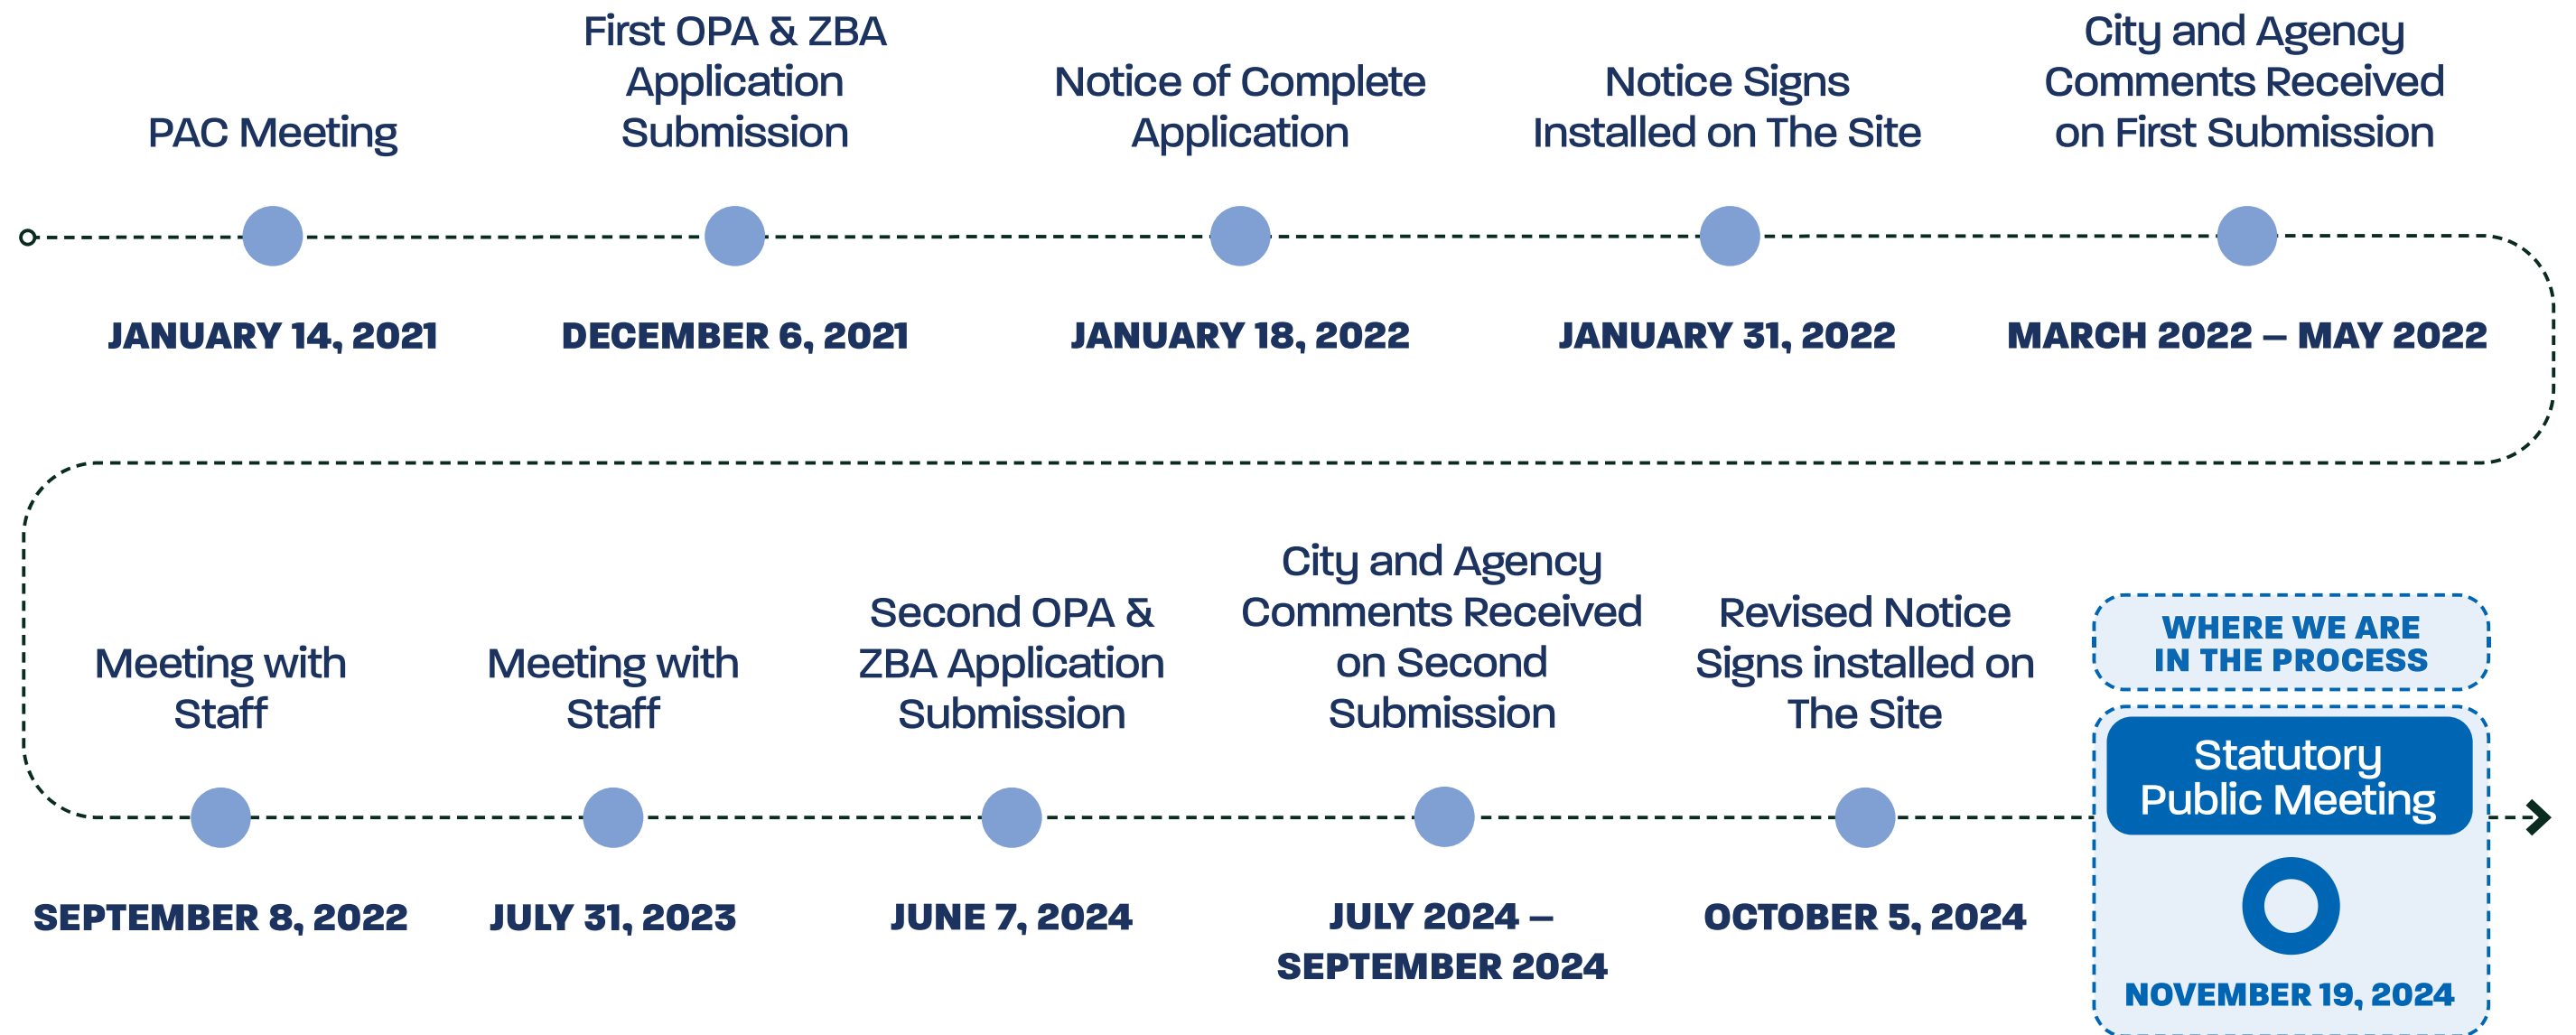 PAC Meeting
JANUARY 14, 2021
First OPA & ZBA
Application
Submission
DECEMBER 6, 2021
Notice of Complete
Application
JANUARY 18, 2022
Notice Signs
Installed on The Site
JANUARY 31, 2022
City and Agency
Comments Received
on First Submission
MARCH 2022 – MAY 2022
Meeting with
Staff
SEPTEMBER 8, 2022
Meeting with
Staff
JULY 31, 2023
Second OPA &
ZBA Application
Submission
JUNE 7, 2024
City and Agency
Comments Received
on Second
Submission
JULY 2024 –
SEPTEMBER 2024
Revised Notice
Signs installed on
The Site
OCTOBER 5, 2024
WHERE WE ARE
IN THE PROCESS
Statutory
Public Meeting
NOVEMBER 19, 2024